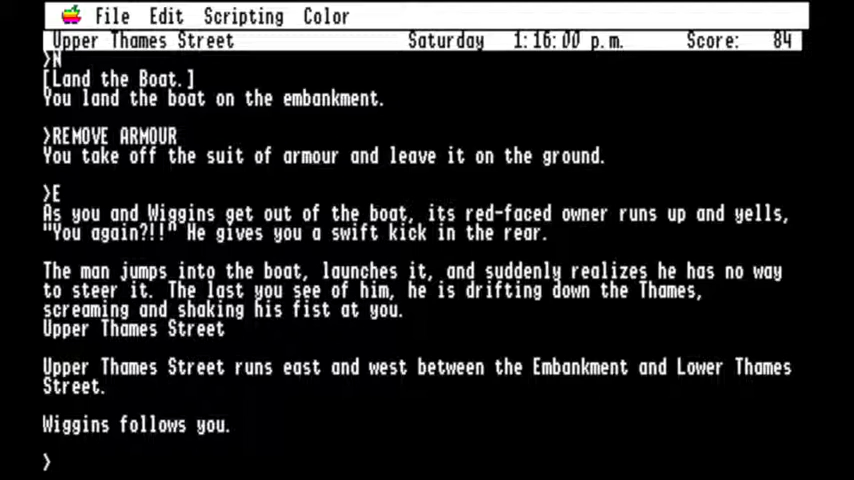 File Edit Scripting Color
Upper Thames Street Saturday 1:16:00 p.m. Score: 84
>N
[Land the Boat.]
You land the boat on the embankment.
>REMOVE ARMOUR
You take off the suit of armour and leave it on the ground.
>E
As you and Wiggins get out of the boat, its red-faced owner runs up and yells,
"You again?!!" He gives you a swift kick in the rear.
The man jumps into the boat, launches it, and suddenly realizes he has no way
to steer it. The last you see of him, he is drifting down the Thames,
screaming and shaking his fist at you.
Upper Thames Street
Upper Thames Street runs east and west between the Embankment and Lower Thames
Street.
Wiggins follows you.
>